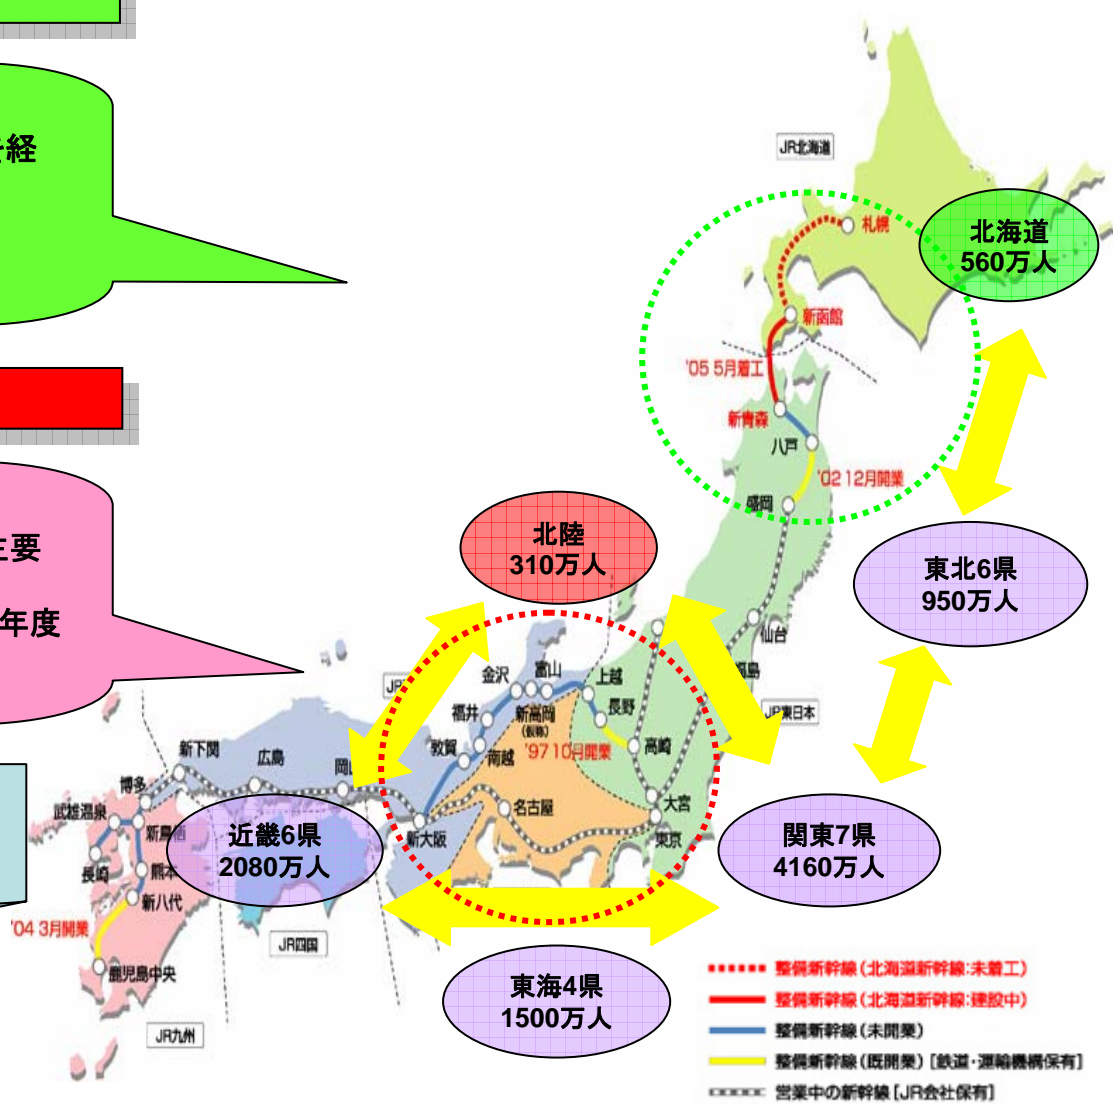 を経
主要
年度
JR北海道
札幌
北海道
560万人
新函館
'05 5月着工
新青森
八戸
'02 12月開業
盛岡
北陸
310万人
東北6県
950万人
仙台
福島
JR東日本
金沢
富山
上越
福井
新高岡
(仮称)
長野
'97 10月開業
高崎
敦賀
南越
新下関
広島
博多
名古屋
大宮
武雄温泉
新鳥栖
近畿6県
2080万人
新大阪
東京
関東7県
4160万人
長崎
熊本
新八代
'04 3月開業
鹿児島中央
JR四国
JR九州
東海4県
1500万人
整備新幹線(北海道新幹線:未着工)
整備新幹線(北海道新幹線:建設中)
整備新幹線(未開業)
整備新幹線(既開業)[鉄道・運輸機構保有]
営業中の新幹線[JR会社保有]